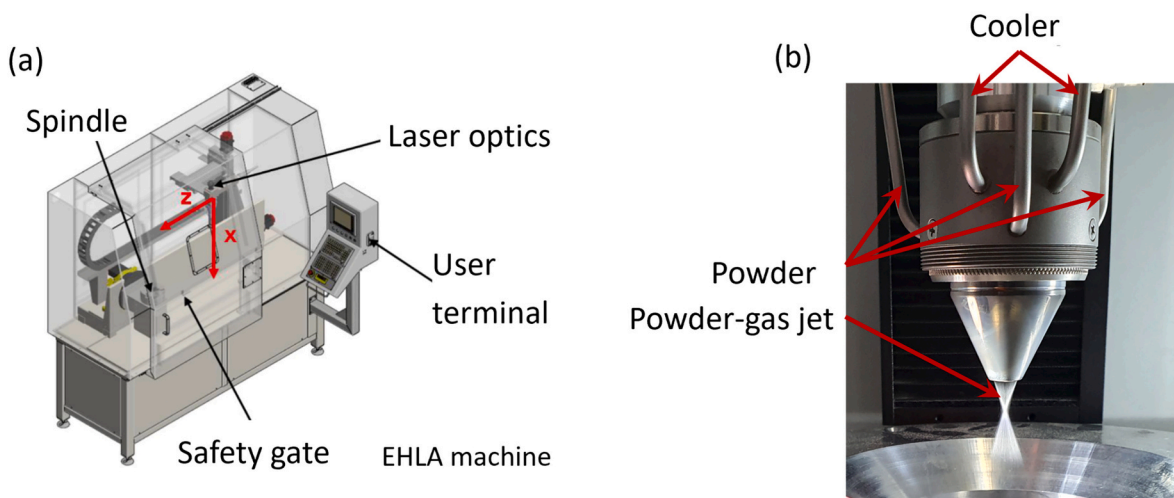 (a)
Spindle
Laser optics
z
x
User
terminal
Safety gate
EHLA machine
(b)
Cooler
Powder
Powder-gas jet